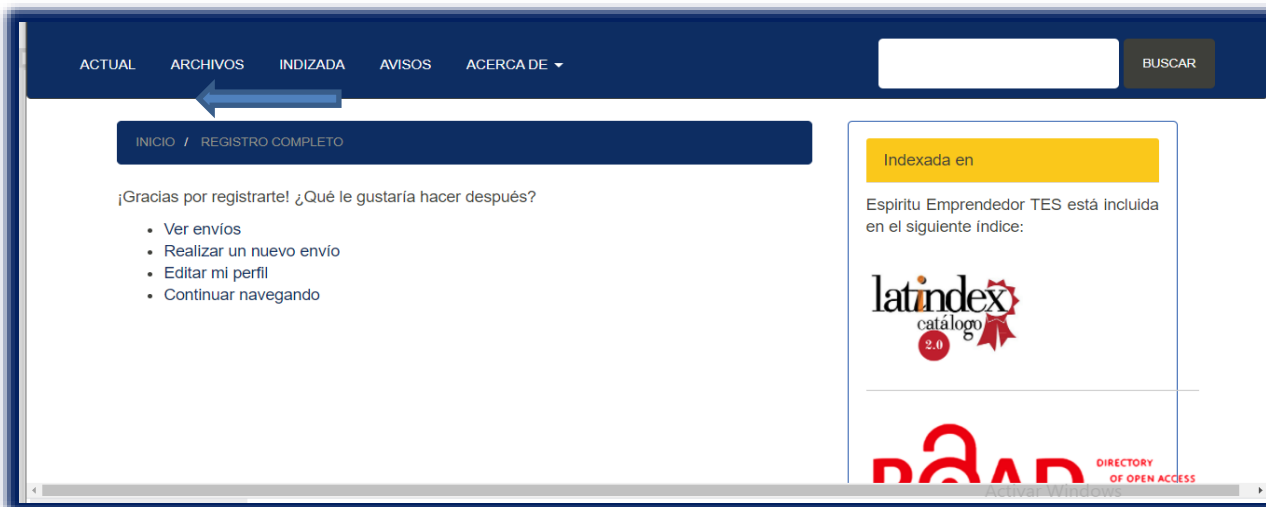 ACTUAL ARCHIVOS INDIZADA AVISOS ACERCA DE BUSCAR
INICIO / REGISTRO COMPLETO
¡Gracias por registrarte! ¿Qué le gustaría hacer después?
• Ver envíos
• Realizar un nuevo envío
• Editar mi perfil
• Continuar navegando
Indexada en
Espiritu Emprendedor TES está incluida
en el siguiente índice:
latindex
catálogo
2.0
ROAD
DIRECTORY
OF OPEN ACCESS
Activar Windows